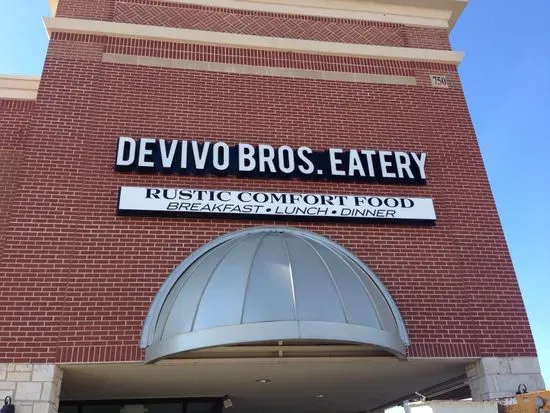 750
DEVIVO BROS. EATERY
RUSTIC COMFORT FOOD
BREAKFAST • LUNCH • DINNER